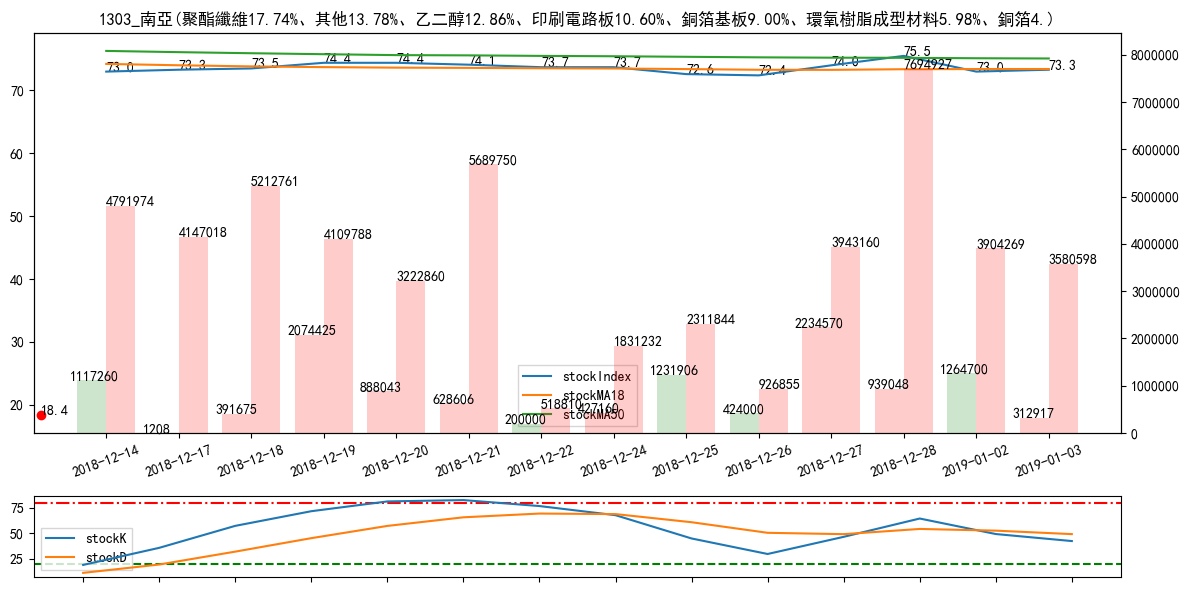 1303_南亞(聚酯纖維17.74%、其他13.78%、乙二醇12.86%、印刷電路板10.60%、銅箔基板9.00%、環氧樹脂成型材料5.98%、銅箔4.)
73.0 73.3 73.5 74.4 74.4 74.1 73.7 73.7 72.6 72.4 74.0 75.5 73.0 73.3
70
60
50
40
30
20
8000000
7000000
6000000
5000000
4000000
3000000
2000000
1000000
0
4791974 4147018 5212761 4109788 3222860 5689750 518810 1831232 2311844 926855 3943160 7694927 3904269 3580598
1117260 1208 391675 2074425 888043 628606 200000 427160 1231906 424000 2234570 939048 1264700 312917
18.4
stockIndex
stockMA18
stockMA50
2018-12-14 2018-12-17 2018-12-18 2018-12-19 2018-12-20 2018-12-21 2018-12-22 2018-12-24 2018-12-25 2018-12-26 2018-12-27 2018-12-28 2019-01-02 2019-01-03
75
50
25
stockK
stockD